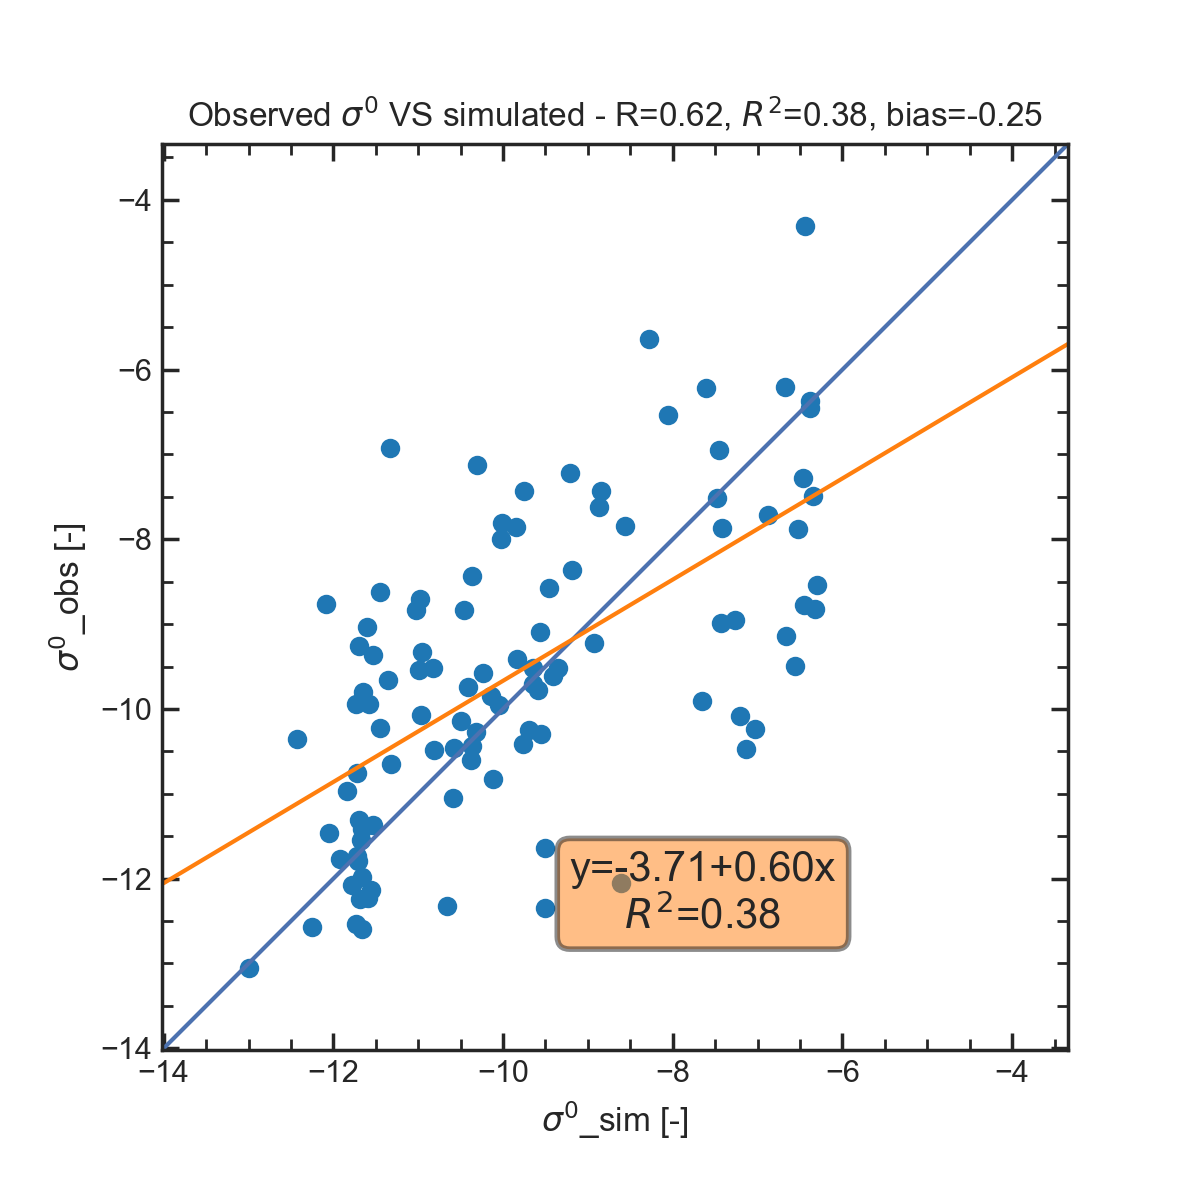 Observed σ⁰ VS simulated - R=0.62, R²=0.38, bias=-0.25
−4
−6
−8
−10
−12
−14
σ⁰_obs [-]
y=-3.71+0.60x
R²=0.38
−14 −12 −10 −8 −6 −4
σ⁰_sim [-]